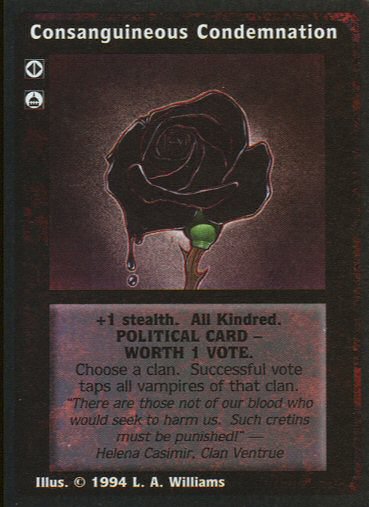 Consanguineous Condemnation
+1 stealth. All Kindred.
POLITICAL CARD –
WORTH 1 VOTE.
Choose a clan. Successful vote
taps all vampires of that clan.
"There are those not of our blood who
would seek to harm us. Such cretins
must be punished!" —
Helena Casimir, Clan Ventrue
Illus. © 1994 L. A. Williams